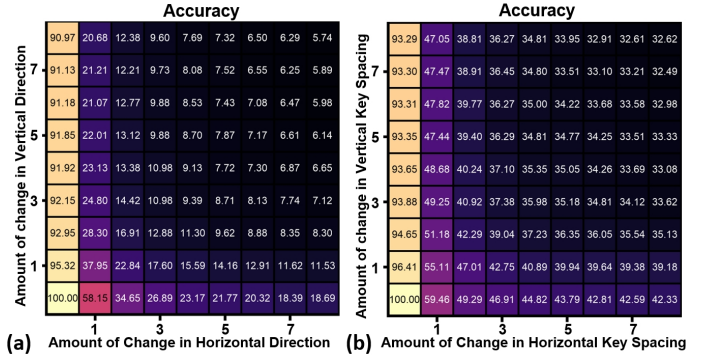 Accuracy
Amount of change in Vertical Direction
7
5
3
1
90.97 20.68 12.38 9.60 7.69 7.32 6.50 6.29 5.74
91.13 21.21 12.21 9.73 8.08 7.52 6.55 6.25 5.89
91.18 21.07 12.77 9.88 8.53 7.43 7.08 6.47 5.98
91.85 22.01 13.12 9.88 8.70 7.87 7.17 6.61 6.14
91.92 23.13 13.38 10.98 9.13 7.72 7.30 6.87 6.65
92.15 24.80 14.42 10.98 9.39 8.71 8.13 7.74 7.12
92.95 28.30 16.91 12.88 11.30 9.62 8.88 8.35 8.30
95.32 37.95 22.84 17.60 15.59 14.16 12.91 11.62 11.53
100.00 58.15 34.65 26.89 23.17 21.77 20.32 18.39 18.69
1 3 5 7
(a) Amount of Change in Horizontal Direction
Accuracy
Amount of change in Vertical Key Spacing
7
5
3
1
93.29 47.05 38.81 36.27 34.81 33.95 32.91 32.61 32.62
93.30 47.47 38.91 36.45 34.80 33.51 33.10 33.21 32.49
93.31 47.82 39.77 36.27 35.00 34.22 33.68 33.58 32.98
93.35 47.44 39.40 36.29 34.81 34.77 34.25 33.51 33.33
93.65 48.68 40.24 37.10 35.35 35.05 34.26 33.69 33.08
93.88 49.25 40.92 37.38 35.98 35.18 34.81 34.12 33.62
94.65 51.18 42.29 39.04 37.23 36.35 36.05 35.54 35.13
96.41 55.11 47.01 42.75 40.89 39.94 39.64 39.38 39.18
100.00 59.46 49.29 46.91 44.82 43.79 42.81 42.59 42.33
1 3 5 7
(b) Amount of Change in Horizontal Key Spacing